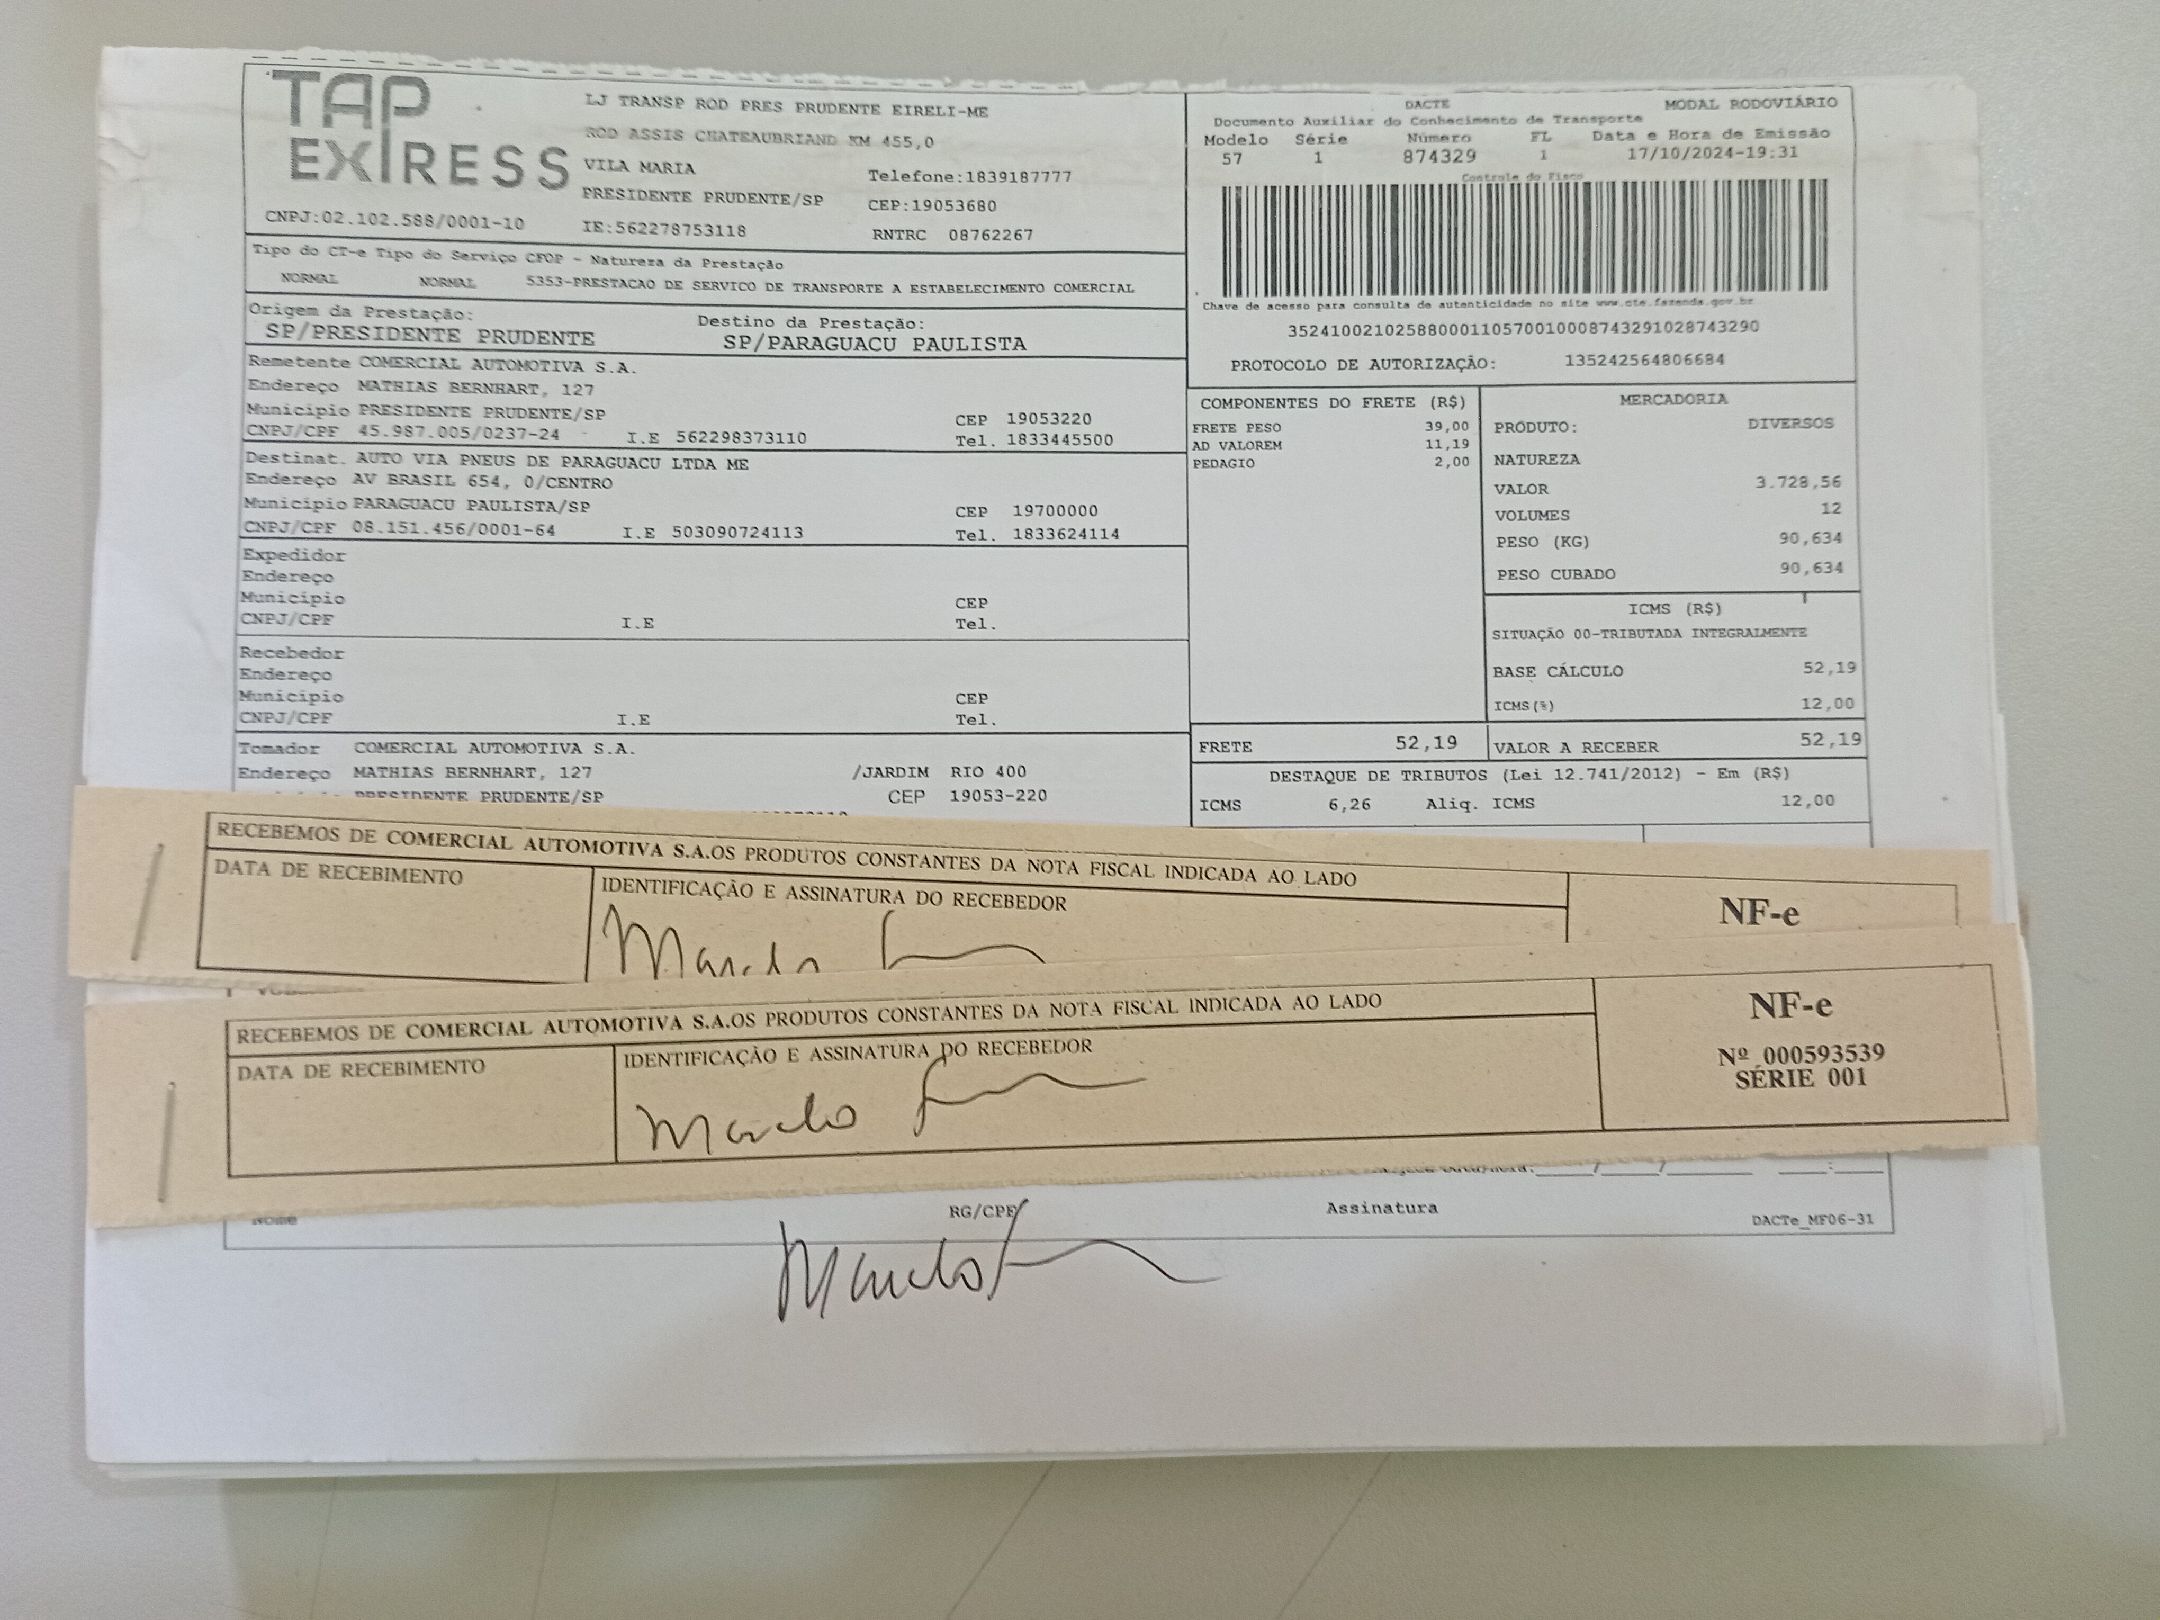 TAP EXPRESS
LJ TRANSP ROD PRES PRUDENTE EIRELI-ME
ROD ASSIS CHATEAUBRIAND KM 455,0
VILA MARIA Telefone:1839187777
PRESIDENTE PRUDENTE/SP CEP:19053680
CNPJ:02.102.588/0001-10 IE:562278753118 RNTRC 08762267
DACTE MODAL RODOVIÁRIO
Documento Auxiliar do Conhecimento de Transporte
Modelo Série Número FL Data e Hora de Emissão
57 1 874329 1 17/10/2024-19:31
Controle do Fisco
Chave de acesso para consulta de autenticidade no site www.cte.fazenda.gov.br
35241002102588000110570010008743291028743290
PROTOCOLO DE AUTORIZAÇÃO: 135242564806684
Tipo do CT-e Tipo do Serviço CFOP - Natureza da Prestação
NORMAL NORMAL 5353-PRESTACAO DE SERVICO DE TRANSPORTE A ESTABELECIMENTO COMERCIAL
Origem da Prestação: Destino da Prestação:
SP/PRESIDENTE PRUDENTE SP/PARAGUACU PAULISTA
Remetente COMERCIAL AUTOMOTIVA S.A.
Endereço MATHIAS BERNHART, 127
Município PRESIDENTE PRUDENTE/SP CEP 19053220
CNPJ/CPF 45.987.005/0237-24 I.E 562298373110 Tel. 1833445500
Destinat. AUTO VIA PNEUS DE PARAGUACU LTDA ME
Endereço AV BRASIL 654, 0/CENTRO
Município PARAGUACU PAULISTA/SP CEP 19700000
CNPJ/CPF 08.151.456/0001-64 I.E 503090724113 Tel. 1833624114
Expedidor
Endereço
Município CEP
CNPJ/CPF I.E Tel.
Recebedor
Endereço
Município CEP
CNPJ/CPF I.E Tel.
Tomador COMERCIAL AUTOMOTIVA S.A.
Endereço MATHIAS BERNHART, 127 /JARDIM RIO 400
PRESIDENTE PRUDENTE/SP CEP 19053-220
COMPONENTES DO FRETE (R$)
FRETE PESO 39,00
AD VALOREM 11,19
PEDAGIO 2,00
MERCADORIA
PRODUTO: DIVERSOS
NATUREZA
VALOR 3.728,56
VOLUMES 12
PESO (KG) 90,634
PESO CUBADO 90,634
ICMS (R$)
SITUAÇÃO 00-TRIBUTADA INTEGRALMENTE
BASE CÁLCULO 52,19
ICMS(%) 12,00
FRETE 52,19 VALOR A RECEBER 52,19
DESTAQUE DE TRIBUTOS (Lei 12.741/2012) - Em (R$)
ICMS 6,26 Aliq. ICMS 12,00
RECEBEMOS DE COMERCIAL AUTOMOTIVA S.A.OS PRODUTOS CONSTANTES DA NOTA FISCAL INDICADA AO LADO
DATA DE RECEBIMENTO IDENTIFICAÇÃO E ASSINATURA DO RECEBEDOR NF-e
Marcelo
RECEBEMOS DE COMERCIAL AUTOMOTIVA S.A.OS PRODUTOS CONSTANTES DA NOTA FISCAL INDICADA AO LADO
DATA DE RECEBIMENTO IDENTIFICAÇÃO E ASSINATURA DO RECEBEDOR NF-e
Nº 000593539
SÉRIE 001
Marcelo
Nome RG/CPF Assinatura DACTe_MF06-31
Marcelo